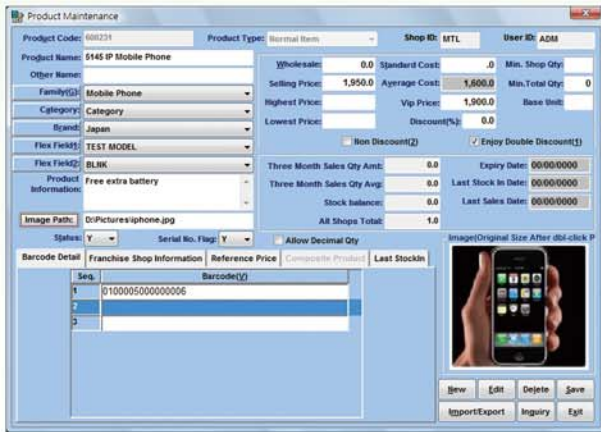 Product Maintenance
Product Code: 600231 Product Type: Normal Item Shop ID: MTL User ID: ADM
Product Name: 5145 IP Mobile Phone
Other Name:
Family(G): Mobile Phone
Category: Category
Brand: Japan
Flex Field1: TEST MODEL
Flex Field2: BLNK
Product Information: Free extra battery
Image Path: D:\Pictures\iphone.jpg
Status: Y Serial No. Flag: Y Allow Decimal Qty
Wholesale: 0.0 Standard Cost: .0 Min. Shop Qty:
Selling Price: 1,950.0 Average Cost: 1,600.0 Min.Total Qty: 0
Highest Price: Vip Price: 1,900.0 Base Unit:
Lowest Price: Discount(%): 0.0
Non Discount(2) Enjoy Double Discount(1)
Three Month Sales Qty Amt: 0.0 Expiry Date: 00/00/0000
Three Month Sales Qty Avg: 0.0 Last Stock In Date: 00/00/0000
Stock balance: 0.0 Last Sales Date: 00/00/0000
All Shops Total: 1.0
Barcode Detail Franchise Shop Information Reference Price Composite Product Last StockIn
Image(Original Size After dbl-click P
Seq. Barcode(V)
1 0100005000000006
2
3
New Edit Delete Save
Import/Export Inquiry Exit